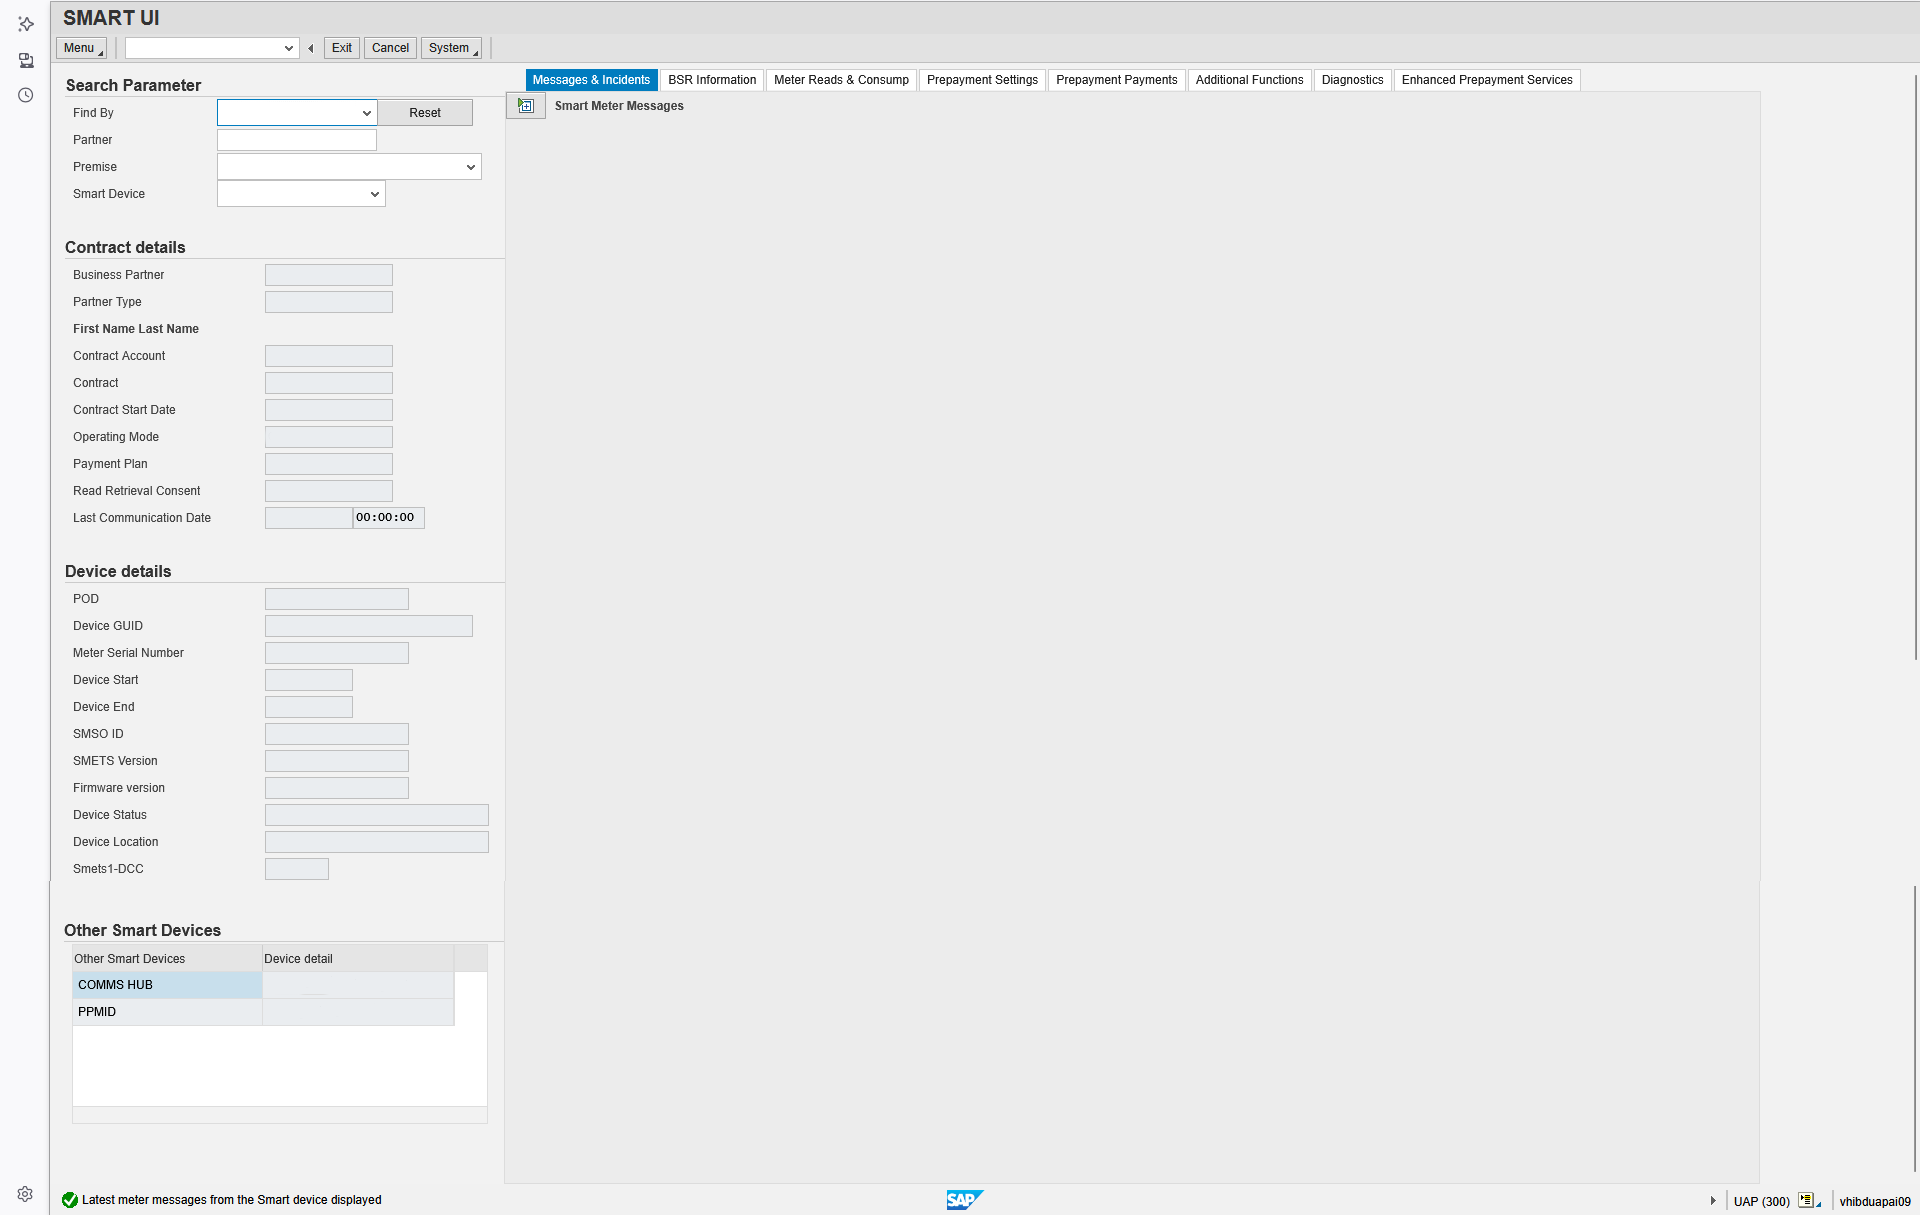 SMART UI
Menu
Exit Cancel System
Search Parameter
Find By Reset
Partner
Premise
Smart Device
Contract details
Business Partner
Partner Type
First Name Last Name
Contract Account
Contract
Contract Start Date
Operating Mode
Payment Plan
Read Retrieval Consent
Last Communication Date 00:00:00
Device details
POD
Device GUID
Meter Serial Number
Device Start
Device End
SMSO ID
SMETS Version
Firmware version
Device Status
Device Location
Smets1-DCC
Other Smart Devices
Other Smart Devices Device detail
COMMS HUB
PPMID
Messages & Incidents BSR Information Meter Reads & Consump Prepayment Settings Prepayment Payments Additional Functions Diagnostics Enhanced Prepayment Services
Smart Meter Messages
Latest meter messages from the Smart device displayed
SAP
UAP (300) vhibduapai09